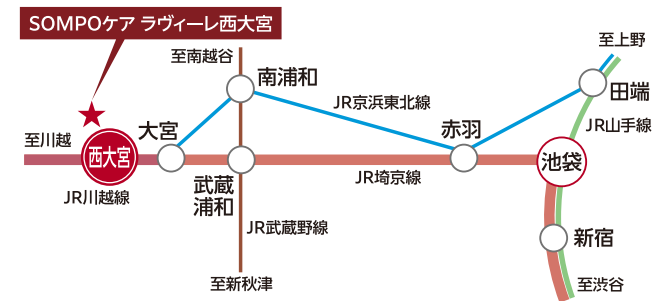 SOMPOケア ラヴィーレ西大宮
至上野
至南越谷
南浦和
田端
JR京浜東北線
JR山手線
至川越
大宮
赤羽
西大宮
池袋
JR川越線
武蔵
浦和
JR埼京線
JR武蔵野線
新宿
至新秋津
至渋谷